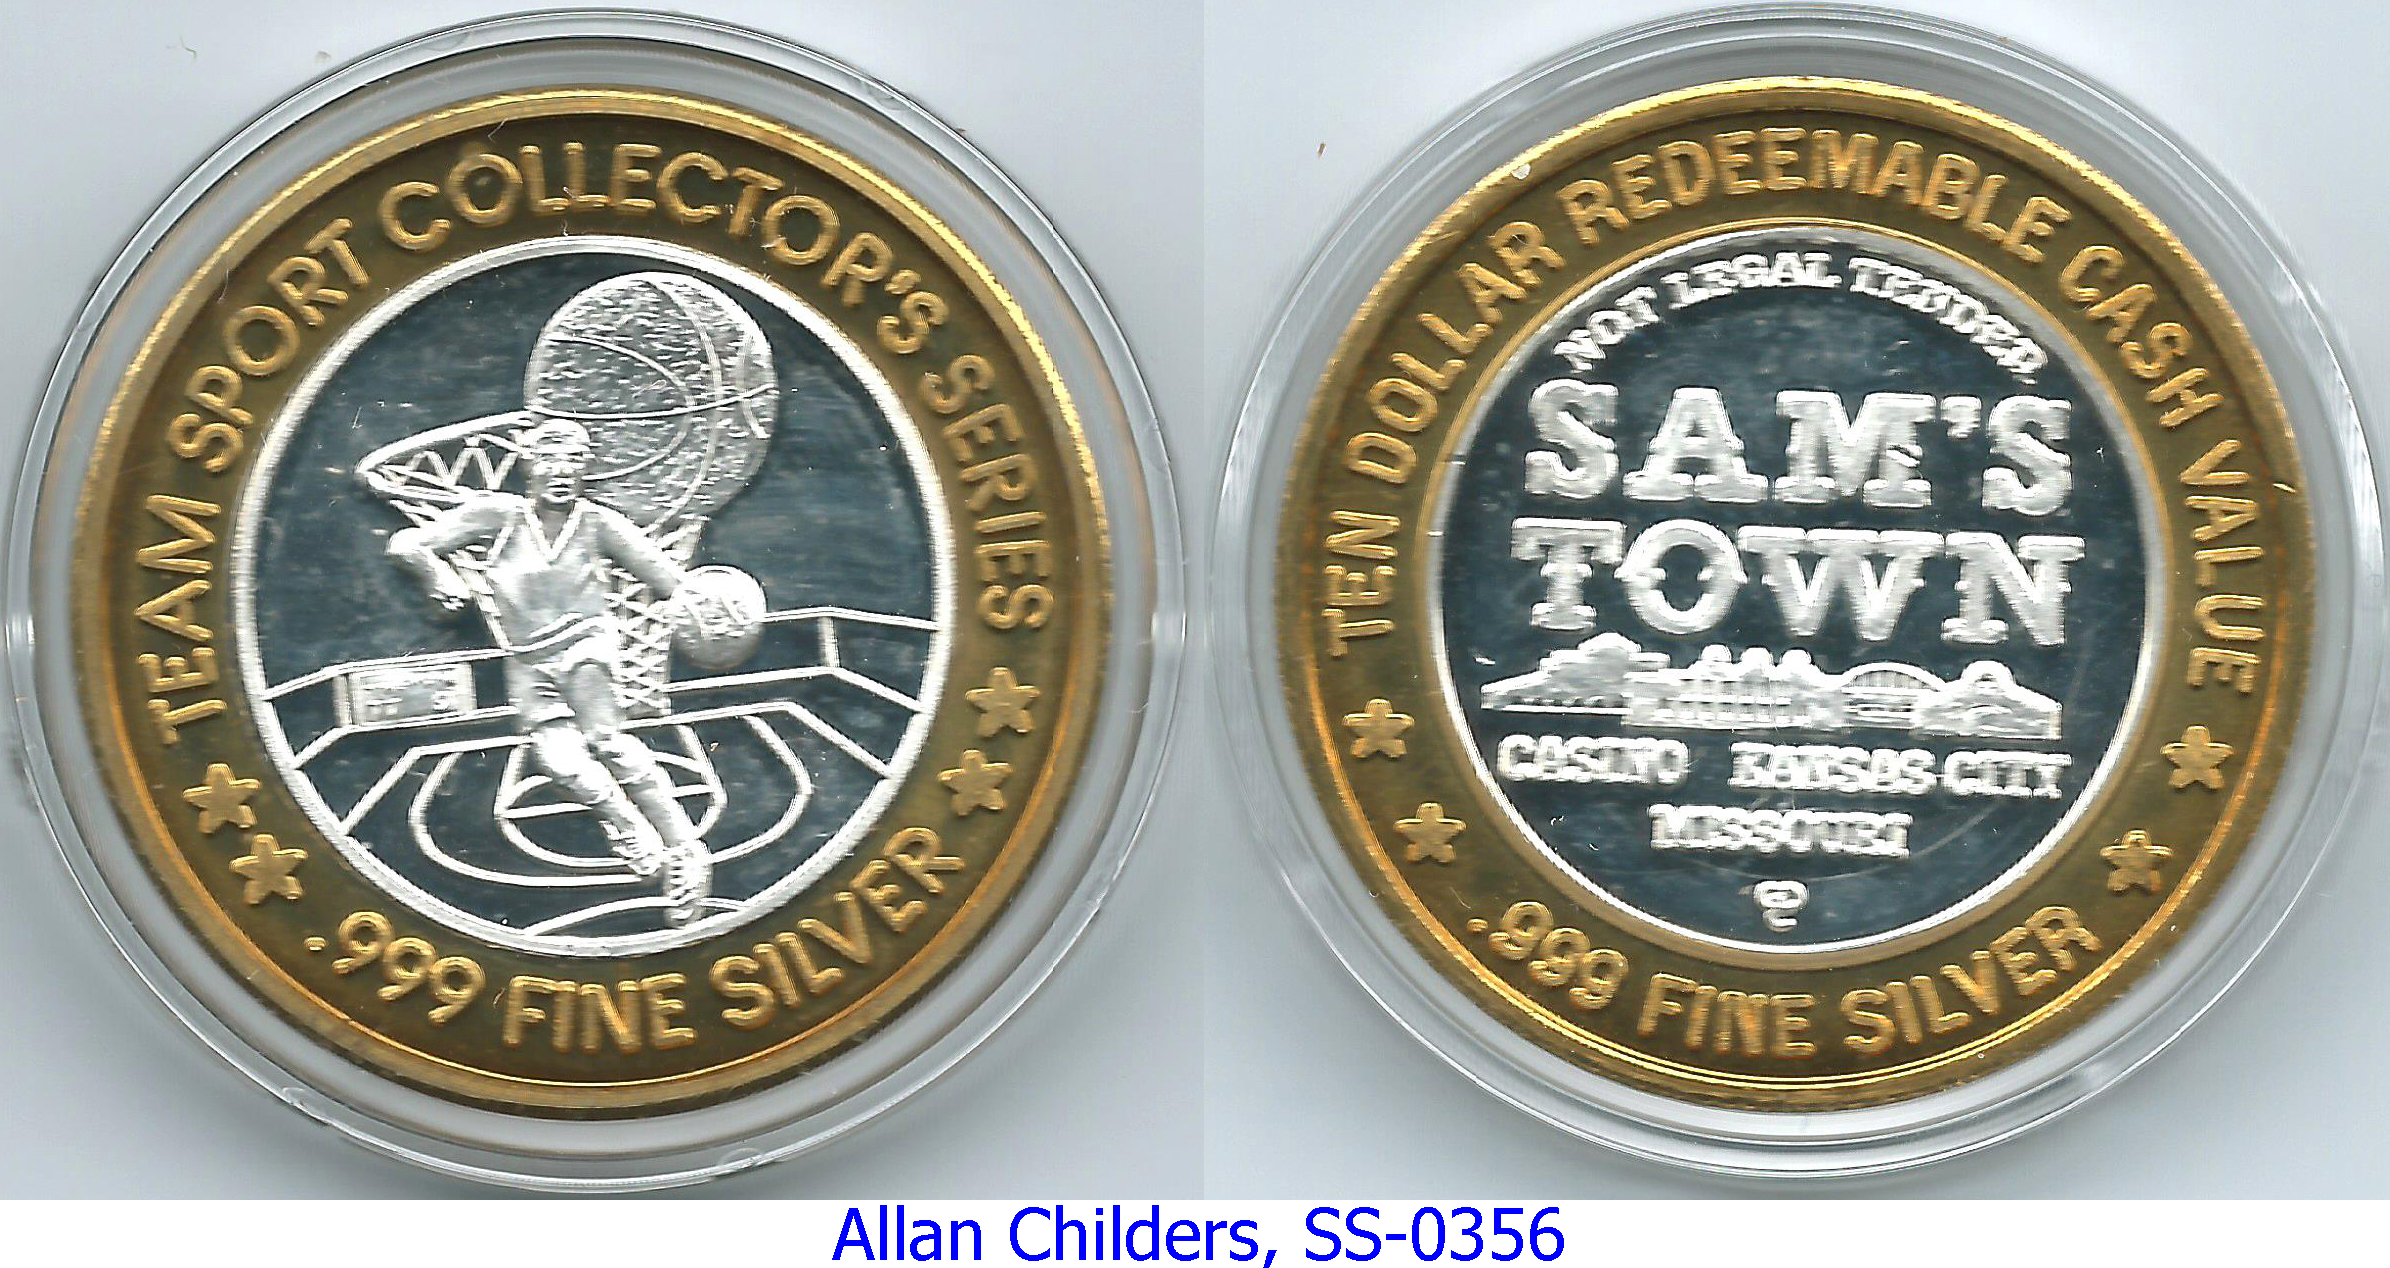 TEAM SPORT COLLECTOR'S SERIES
.999 FINE SILVER
TEN DOLLAR REDEEMABLE CASH VALUE
NOT LEGAL TENDER
SAM'S
TOWN
CASINO KANSAS CITY
MISSOURI
.999 FINE SILVER
Allan Childers, SS-0356